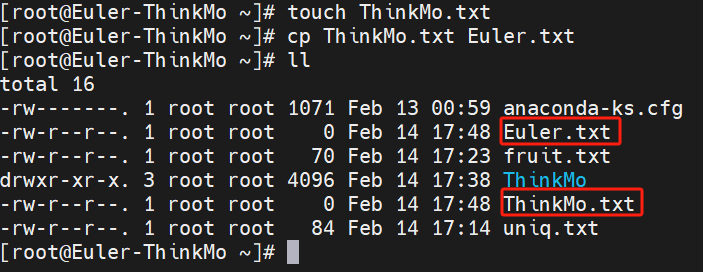 [root@Euler-ThinkMo ~]# touch ThinkMo.txt
[root@Euler-ThinkMo ~]# cp ThinkMo.txt Euler.txt
[root@Euler-ThinkMo ~]# ll
total 16
-rw-------. 1 root root 1071 Feb 13 00:59 anaconda-ks.cfg
-rw-r--r--. 1 root root    0 Feb 14 17:48 Euler.txt
-rw-r--r--. 1 root root   70 Feb 14 17:23 fruit.txt
drwxr-xr-x. 3 root root 4096 Feb 14 17:38 ThinkMo
-rw-r--r--. 1 root root    0 Feb 14 17:48 ThinkMo.txt
-rw-r--r--. 1 root root   84 Feb 14 17:14 uniq.txt
[root@Euler-ThinkMo ~]#